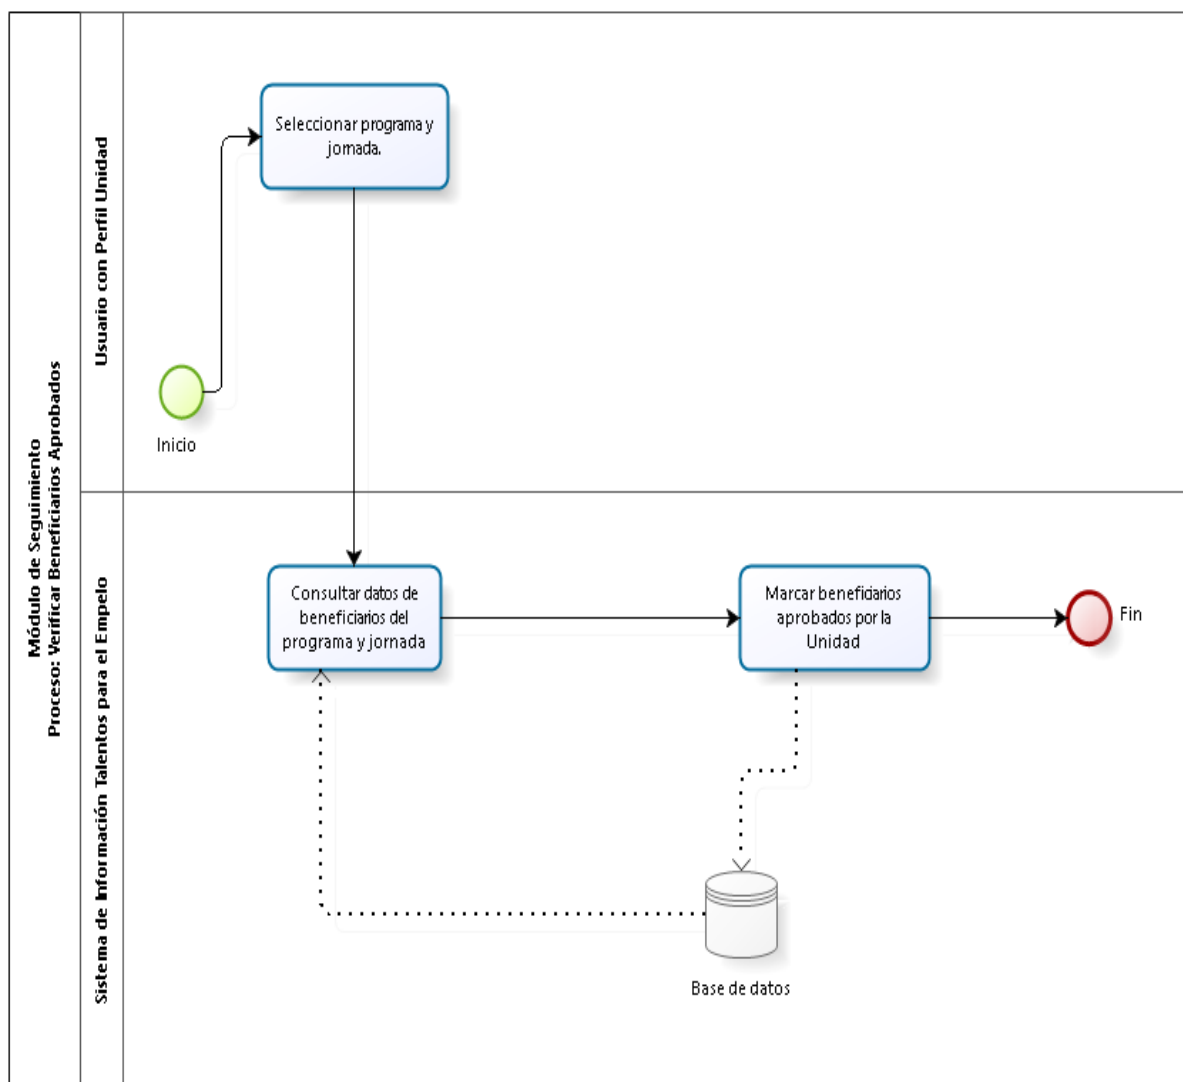 Módulo de Seguimiento
Proceso: Verificar Beneficiarios Aprobados
Usuario con Perfil Unidad
Seleccionar programa y
jornada.
Inicio
Sistema de Información Talentos para el Empelo
Consultar datos de
beneficiarios del
programa y jornada
Marcar beneficiarios
aprobados por la
Unidad
Fin
Base de datos